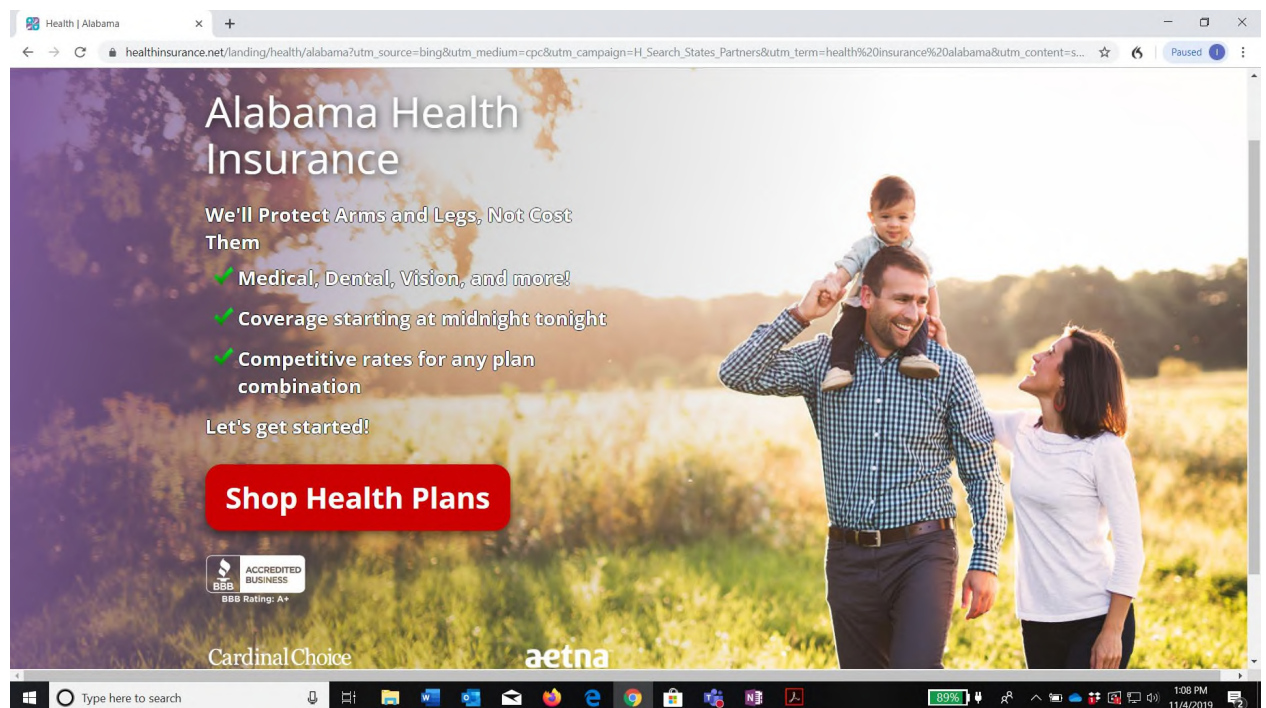 Health | Alabama
healthinsurance.net/landing/health/alabama?utm_source=bing&utm_medium=cpc&utm_campaign=H_Search_States_Partners&utm_term=health%20insurance%20alabama&utm_content=s...
Paused
I
Alabama Health
Insurance
We'll Protect Arms and Legs, Not Cost
Them
Medical, Dental, Vision, and more!
Coverage starting at midnight tonight
Competitive rates for any plan
combination
Let's get started!
Shop Health Plans
ACCREDITED
BUSINESS
BBB
BBB Rating: A+
CardinalChoice
aetna
Type here to search
89%
1:08 PM
11/4/2019
2